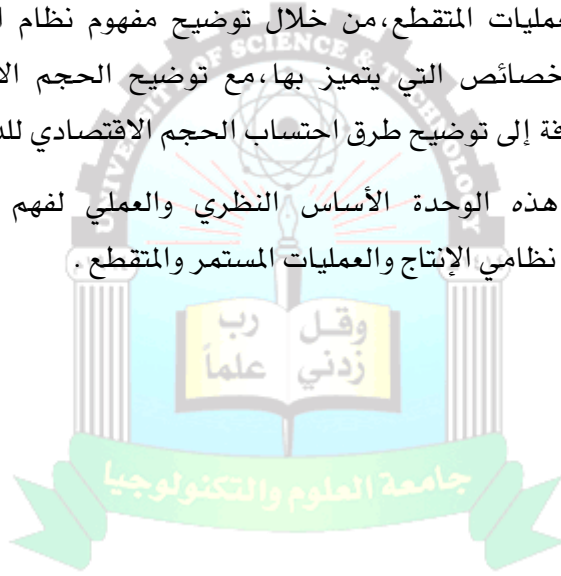 عمليات المتقطع،من خلال توضيح مفهوم نظام
خصائص التي يتميز بها،مع توضيح الحجم
فة إلى توضيح طرق احتساب الحجم الاقتصادي
هذه الوحدة الأساس النظري والعملي لفهم
نظامي الإنتاج والعمليات المستمر والمتقطع .
UNIVERSITY OF SCIENCE & TECHNOLOGY
وقل رب
زدني علماً
جامعة العلوم والتكنولوجيا